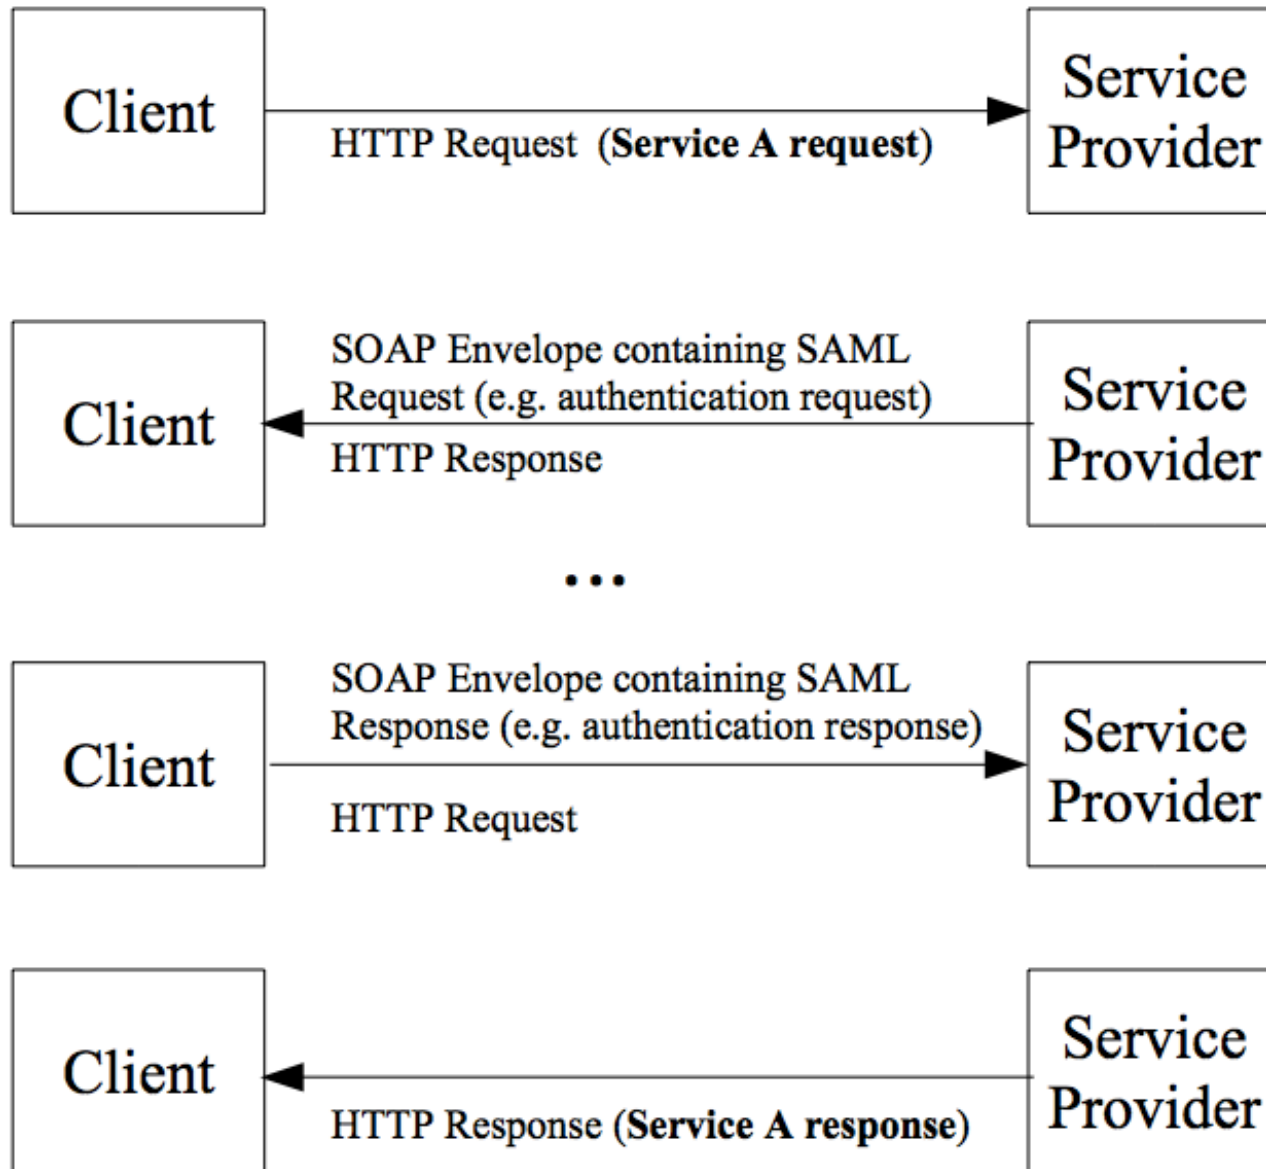 Client
HTTP Request (Service A request)
Service
Provider
Client
SOAP Envelope containing SAML
Request (e.g. authentication request)
HTTP Response
Service
Provider
...
Client
SOAP Envelope containing SAML
Response (e.g. authentication response)
HTTP Request
Service
Provider
Client
HTTP Response (Service A response)
Service
Provider